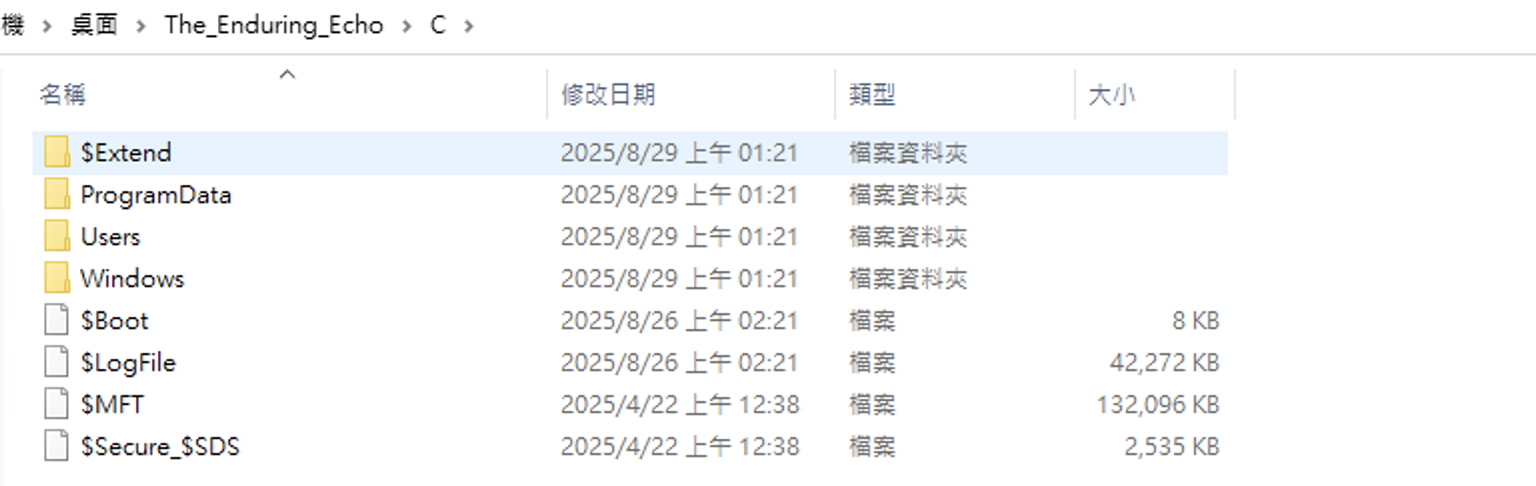 機 > 桌面 > The_Enduring_Echo > C >
名稱 修改日期 類型 大小
$Extend 2025/8/29 上午 01:21 檔案資料夾
ProgramData 2025/8/29 上午 01:21 檔案資料夾
Users 2025/8/29 上午 01:21 檔案資料夾
Windows 2025/8/29 上午 01:21 檔案資料夾
$Boot 2025/8/26 上午 02:21 檔案 8 KB
$LogFile 2025/8/26 上午 02:21 檔案 42,272 KB
$MFT 2025/4/22 上午 12:38 檔案 132,096 KB
$Secure_$SDS 2025/4/22 上午 12:38 檔案 2,535 KB